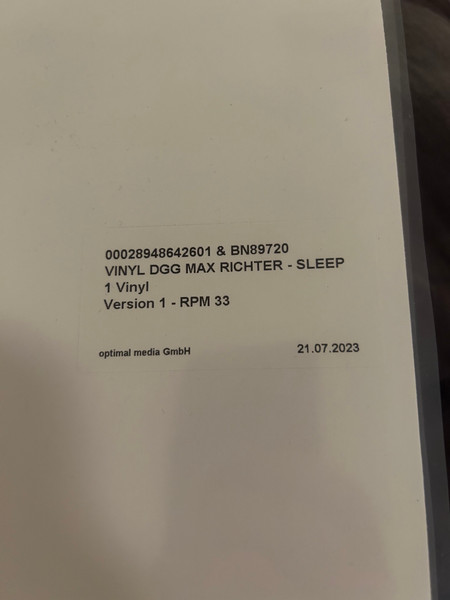 00028948642601 & BN89720
VINYL DGG MAX RICHTER - SLEEP
1 Vinyl
Version 1 - RPM 33
optimal media GmbH 21.07.2023